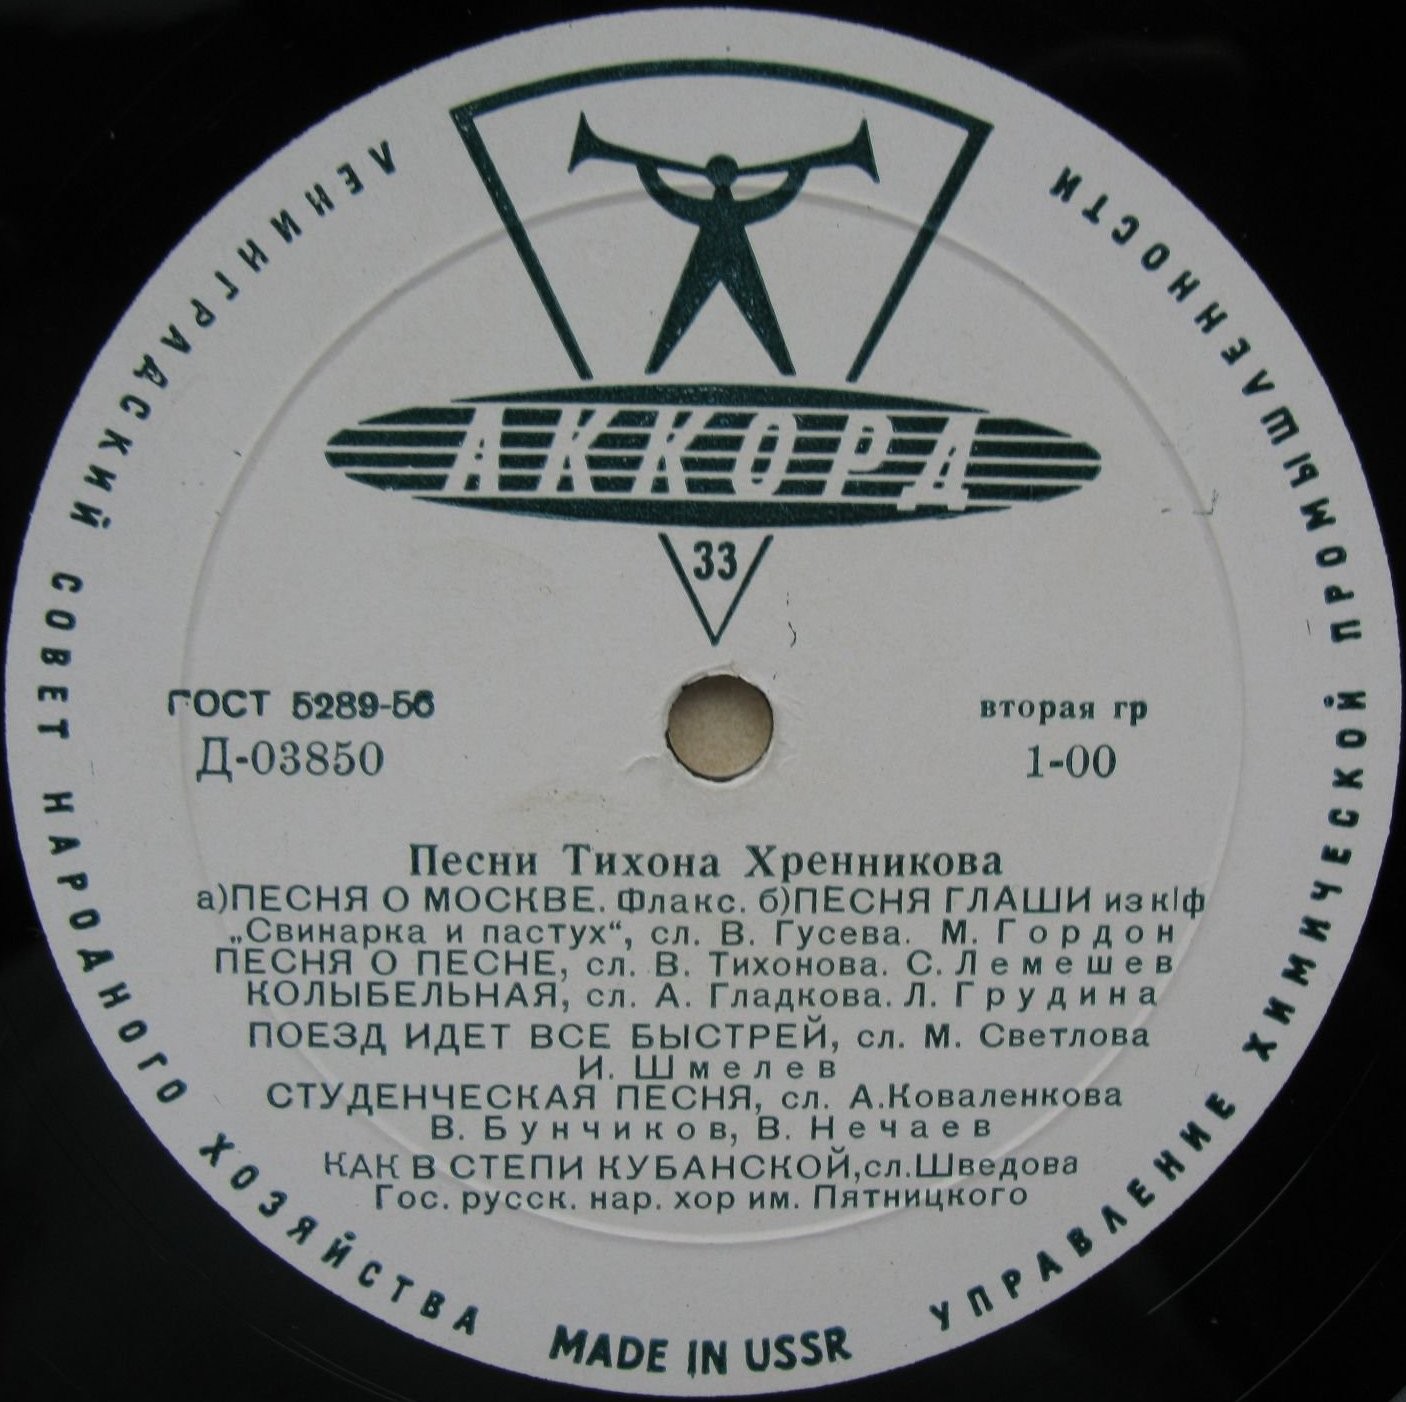 ЛЕНИНГРАДСКИЙ СОВЕТ НАРОДНОГО ХОЗЯЙСТВА
УПРАВЛЕНИЕ ХИМИЧЕСКОЙ ПРОМЫШЛЕННОСТИ
АККОРД
33
ГОСТ 5289-56
Д-03850
вторая гр
1-00
Песни Тихона Хренникова
а)ПЕСНЯ О МОСКВЕ. Флакс. б)ПЕСНЯ ГЛАШИ из к/ф
„Свинарка и пастух“, сл. В. Гусева. М. Гордон
ПЕСНЯ О ПЕСНЕ, сл. В. Тихонова. С. Лемешев
КОЛЫБЕЛЬНАЯ, сл. А. Гладкова. Л. Грудина
ПОЕЗД ИДЕТ ВСЕ БЫСТРЕЙ, сл. М. Светлова
И. Шмелев
СТУДЕНЧЕСКАЯ ПЕСНЯ, сл. А.Коваленкова
В. Бунчиков, В. Нечаев
КАК В СТЕПИ КУБАНСКОЙ,сл.Шведова
Гос. русск. нар. хор им. Пятницкого
MADE IN USSR